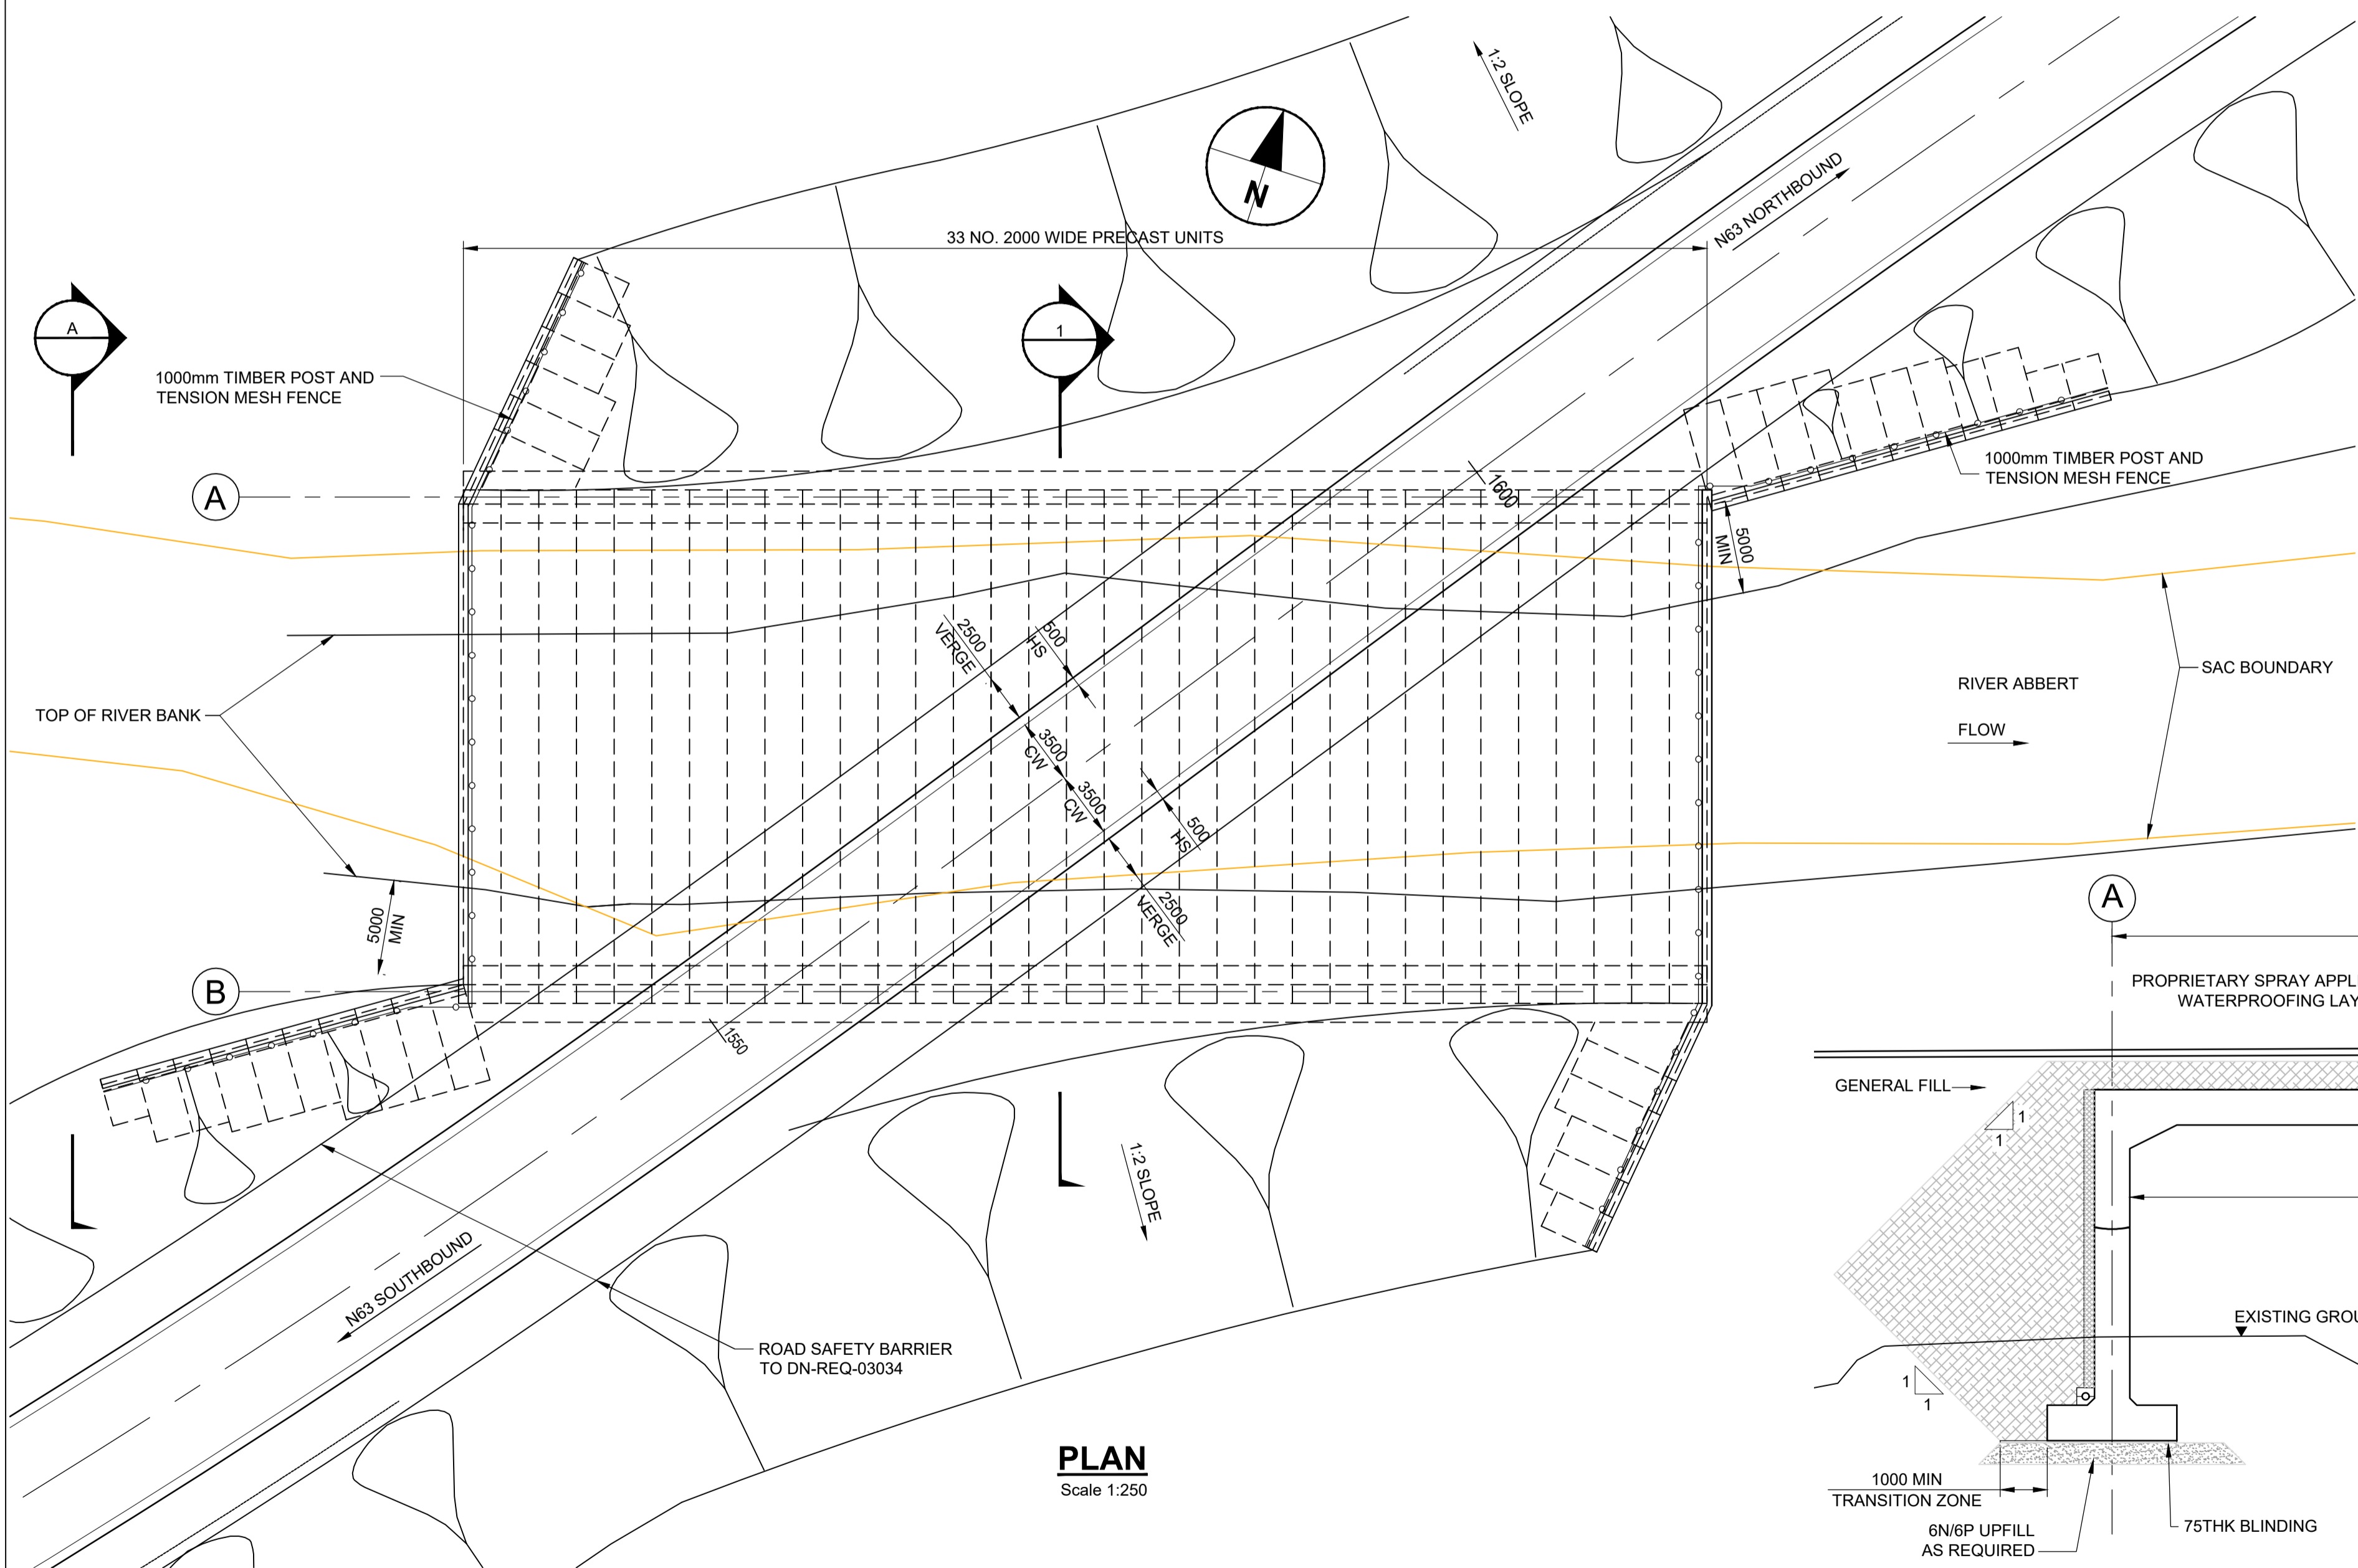 1:2 SLOPE
N
N63 NORTHBOUND
33 NO. 2000 WIDE PRECAST UNITS
A
1
1000mm TIMBER POST AND
TENSION MESH FENCE
1000mm TIMBER POST AND
TENSION MESH FENCE
A
1600
5000
MIN
2500
VERGE
500
HS
TOP OF RIVER BANK
3500
CW
3500
CW
500
HS
2500
VERGE
RIVER ABBERT
FLOW
SAC BOUNDARY
5000
MIN
B
1550
1:2 SLOPE
N63 SOUTHBOUND
ROAD SAFETY BARRIER
TO DN-REQ-03034
PLAN
Scale 1:250
A
PROPRIETARY SPRAY APPL
WATERPROOFING LAY
GENERAL FILL
1
1
EXISTING GROU
1
1
1000 MIN
TRANSITION ZONE
6N/6P UPFILL
AS REQUIRED
75THK BLINDING